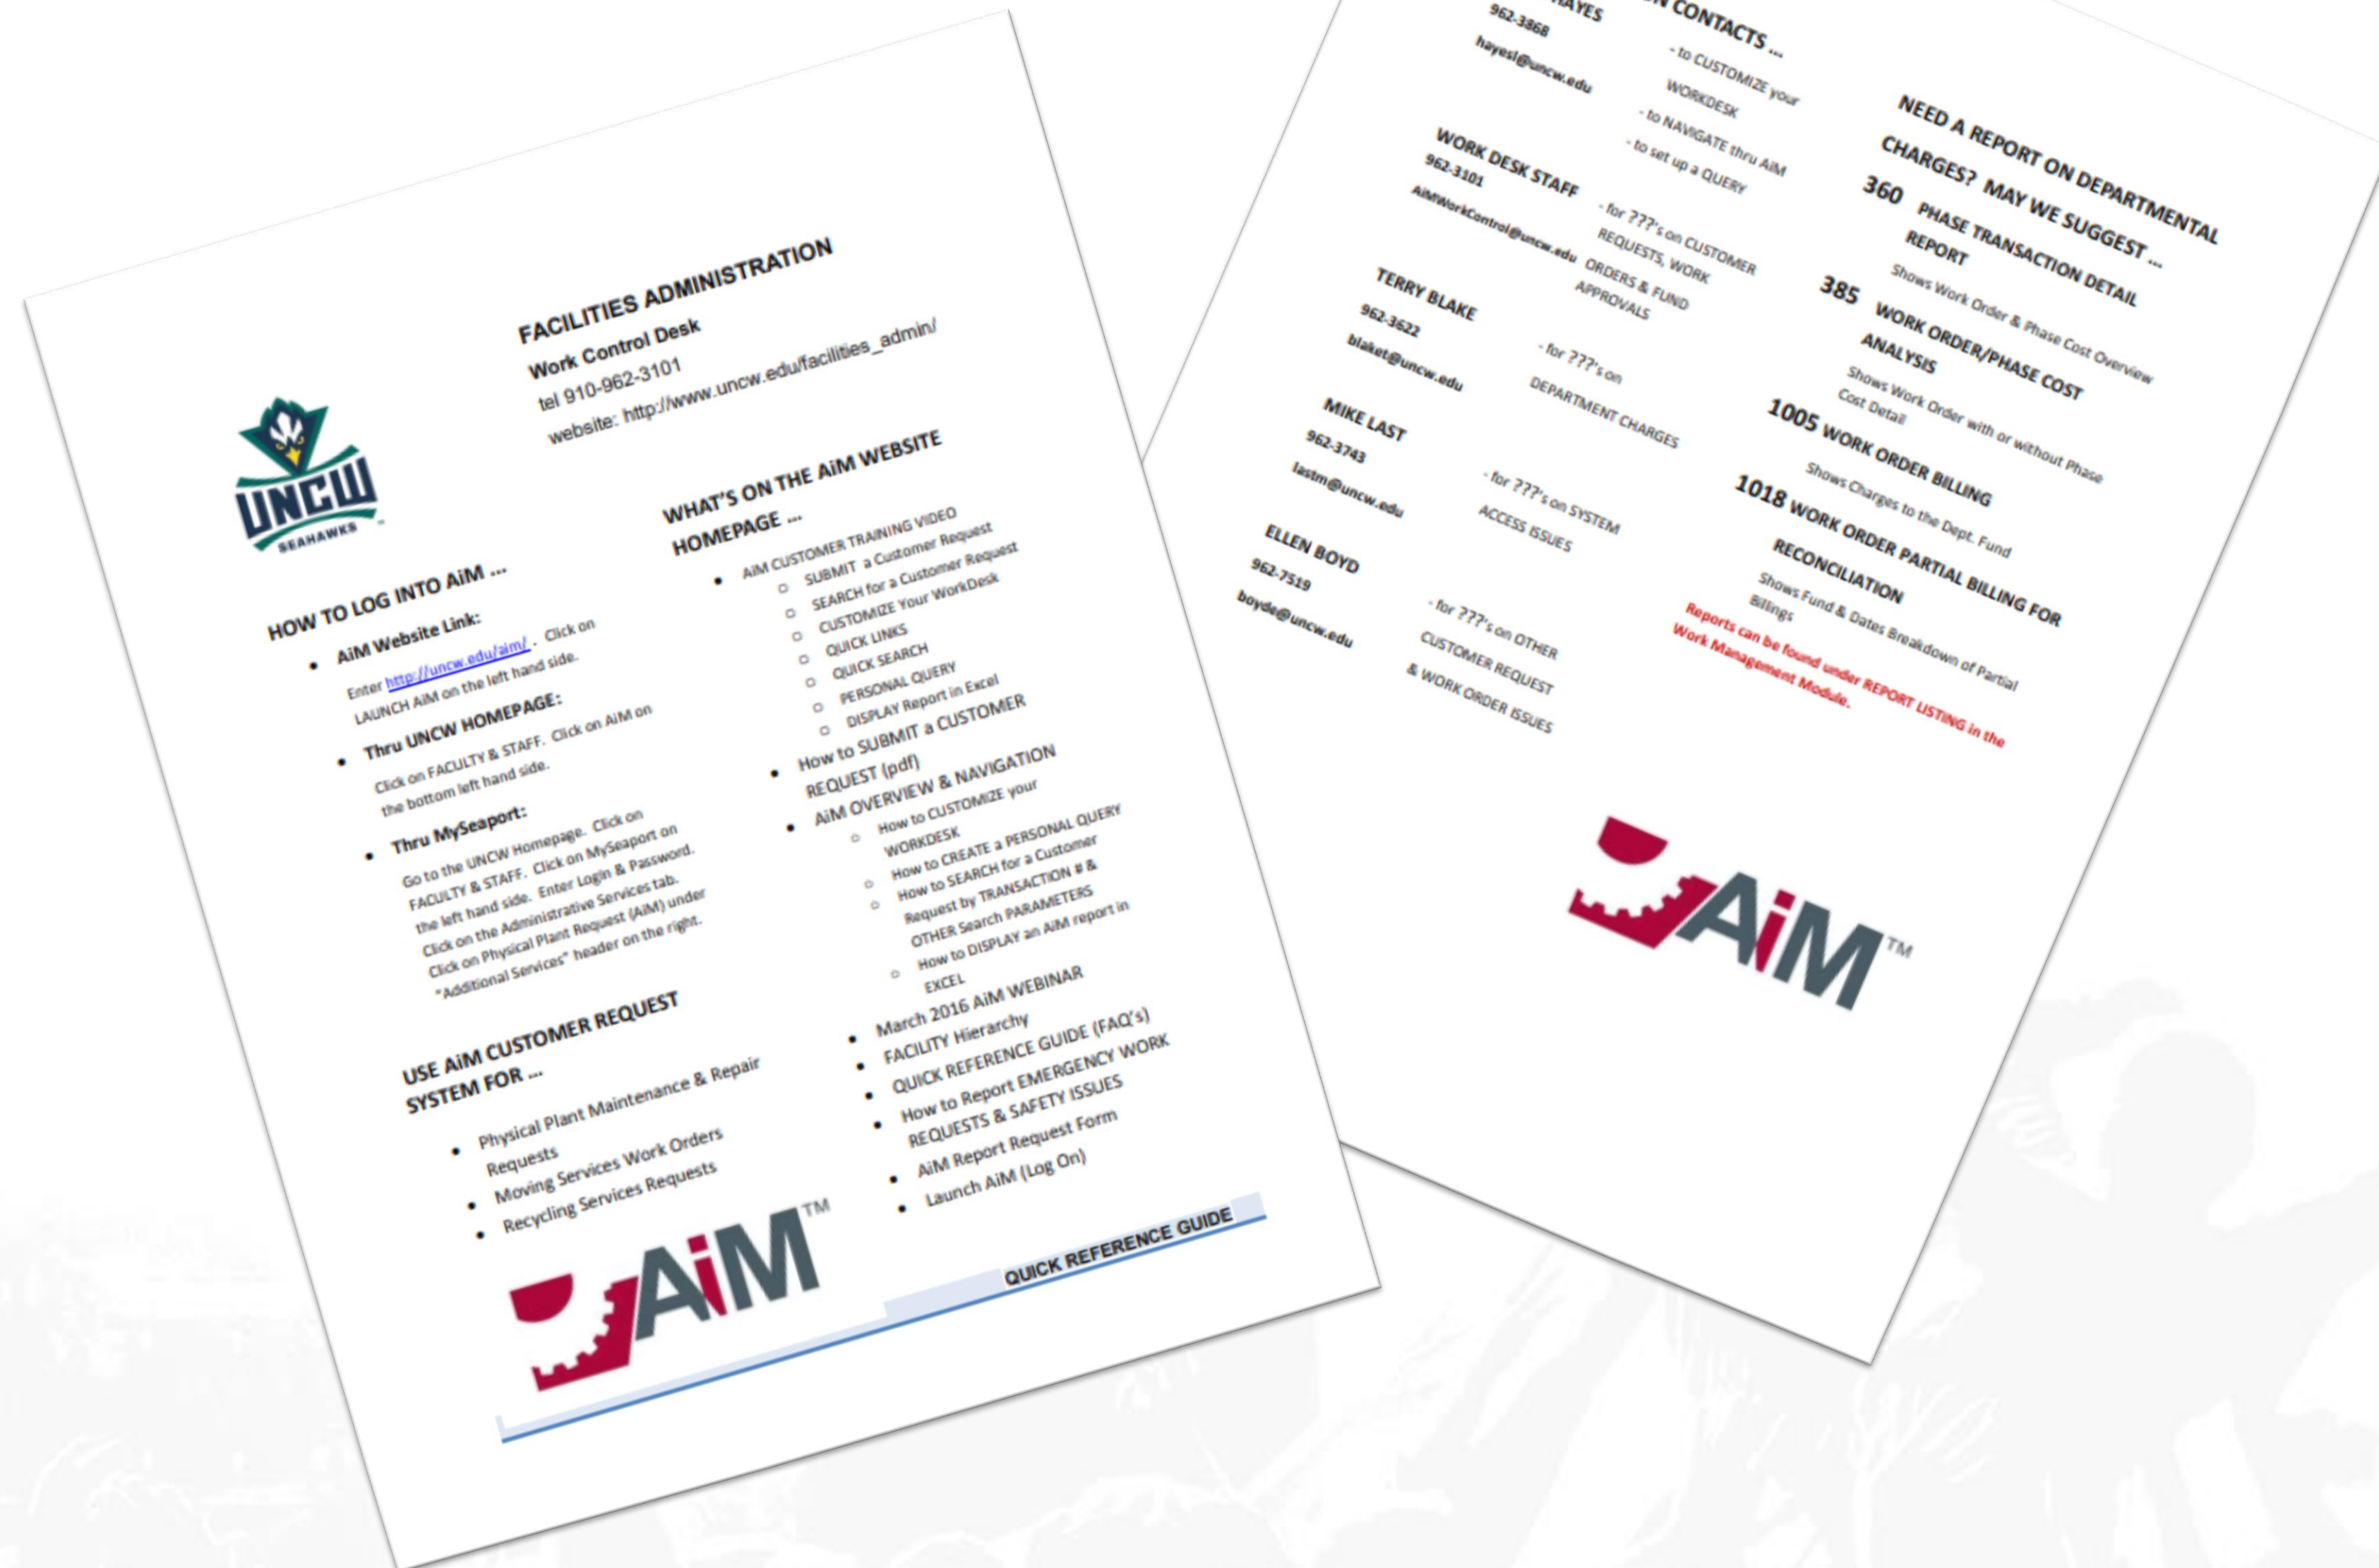 FACILITIES ADMINISTRATION
Work Control Desk
tel 910-962-3101
website: http://www.uncw.edu/facilities_admin/
UNCW
SEAHAWKS
HOW TO LOG INTO AiM ...
• AiM Website Link:
Enter http://uncw.edu/aim/ . Click on
LAUNCH AiM on the left hand side.
• Thru UNCW HOMEPAGE:
Click on FACULTY & STAFF. Click on AiM on
the bottom left hand side.
• Thru MySeaport:
Go to the UNCW Homepage. Click on
FACULTY & STAFF. Click on MySeaport on
the left hand side. Enter Login & Password.
Click on the Administrative Services tab.
Click on Physical Plant Request (AiM) under
"Additional Services" header on the right.
USE AiM CUSTOMER REQUEST
SYSTEM FOR ...
• Physical Plant Maintenance & Repair
Requests
• Moving Services Work Orders
• Recycling Services Requests
AiM™
WHAT'S ON THE AiM WEBSITE
HOMEPAGE ...
• AiM CUSTOMER TRAINING VIDEO
○ SUBMIT a Customer Request
○ SEARCH for a Customer Request
○ CUSTOMIZE Your WorkDesk
○ QUICK LINKS
○ QUICK SEARCH
○ PERSONAL QUERY
○ DISPLAY Report in Excel
• How to SUBMIT a CUSTOMER
REQUEST (pdf)
• AiM OVERVIEW & NAVIGATION
○ How to CUSTOMIZE your
WORKDESK
○ How to CREATE a PERSONAL QUERY
○ How to SEARCH for a Customer
Request by TRANSACTION # &
OTHER Search PARAMETERS
○ How to DISPLAY an AiM report in
EXCEL
• March 2016 AiM WEBINAR
• FACILITY Hierarchy
• QUICK REFERENCE GUIDE (FAQ's)
• How to Report EMERGENCY WORK
REQUESTS & SAFETY ISSUES
• AiM Report Request Form
• Launch AiM (Log On)
QUICK REFERENCE GUIDE
CONTACTS ...
HAYES
962-3868
hayesl@uncw.edu
- to CUSTOMIZE your
WORKDESK
- to NAVIGATE thru AiM
- to set up a QUERY
WORK DESK STAFF
962-3101
AiMWorkControl@uncw.edu
- for ???'s on CUSTOMER
REQUESTS, WORK
ORDERS & FUND
APPROVALS
TERRY BLAKE
962-3622
blaket@uncw.edu
- for ???'s on
DEPARTMENT CHARGES
MIKE LAST
962-3743
lastm@uncw.edu
- for ???'s on SYSTEM
ACCESS ISSUES
ELLEN BOYD
962-7519
boyde@uncw.edu
- for ???'s on OTHER
CUSTOMER REQUEST
& WORK ORDER ISSUES
NEED A REPORT ON DEPARTMENTAL
CHARGES? MAY WE SUGGEST ...
360 PHASE TRANSACTION DETAIL
REPORT
Shows Work Order & Phase Cost Overview
385 WORK ORDER/PHASE COST
ANALYSIS
Shows Work Order with or without Phase
Cost Detail
1005 WORK ORDER BILLING
Shows Charges to the Dept. Fund
1018 WORK ORDER PARTIAL BILLING FOR
RECONCILIATION
Shows Fund & Dates Breakdown of Partial
Billings
Reports can be found under REPORT LISTING in the
Work Management Module.
AiM™